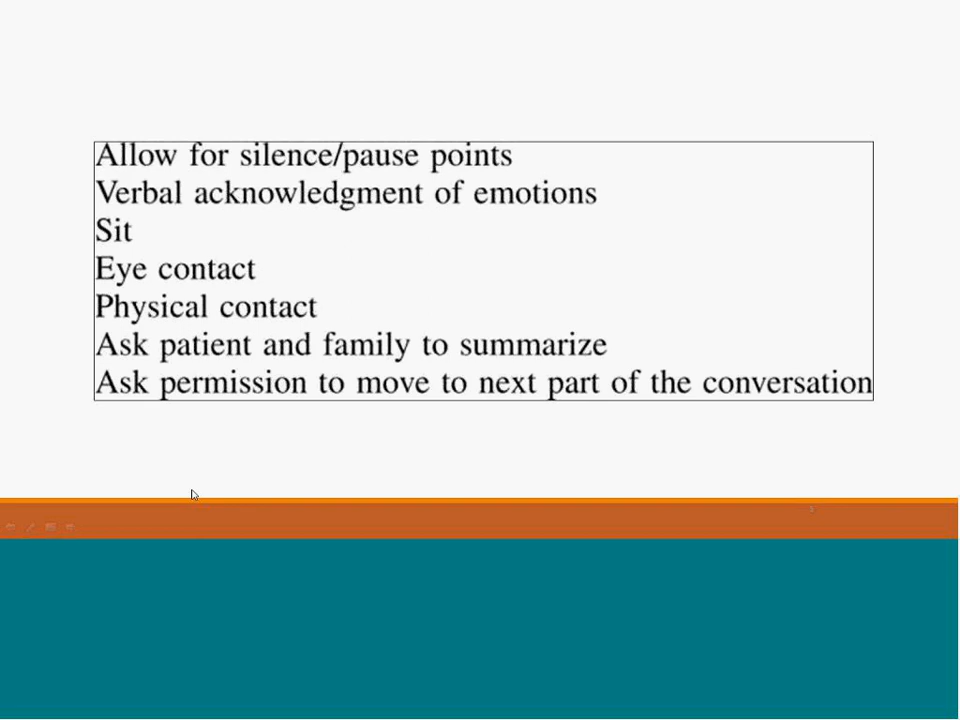 Allow for silence/pause points
Verbal acknowledgment of emotions
Sit
Eye contact
Physical contact
Ask patient and family to summarize
Ask permission to move to next part of the conversation